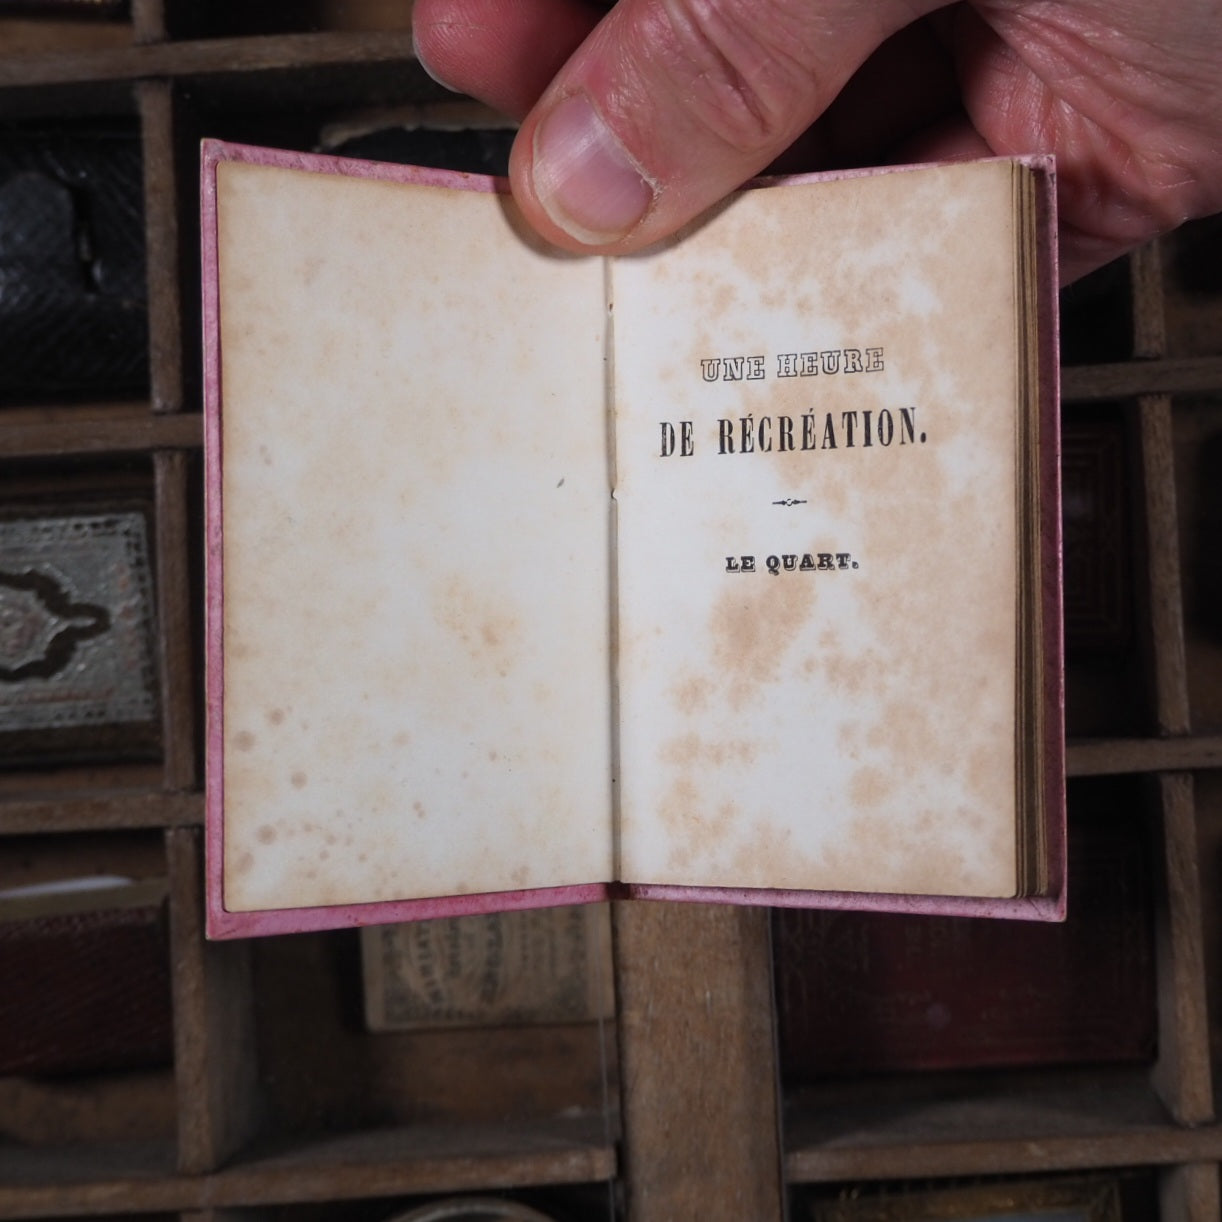 UNE HEURE
DE RÉCRÉATION.
LE QUART.